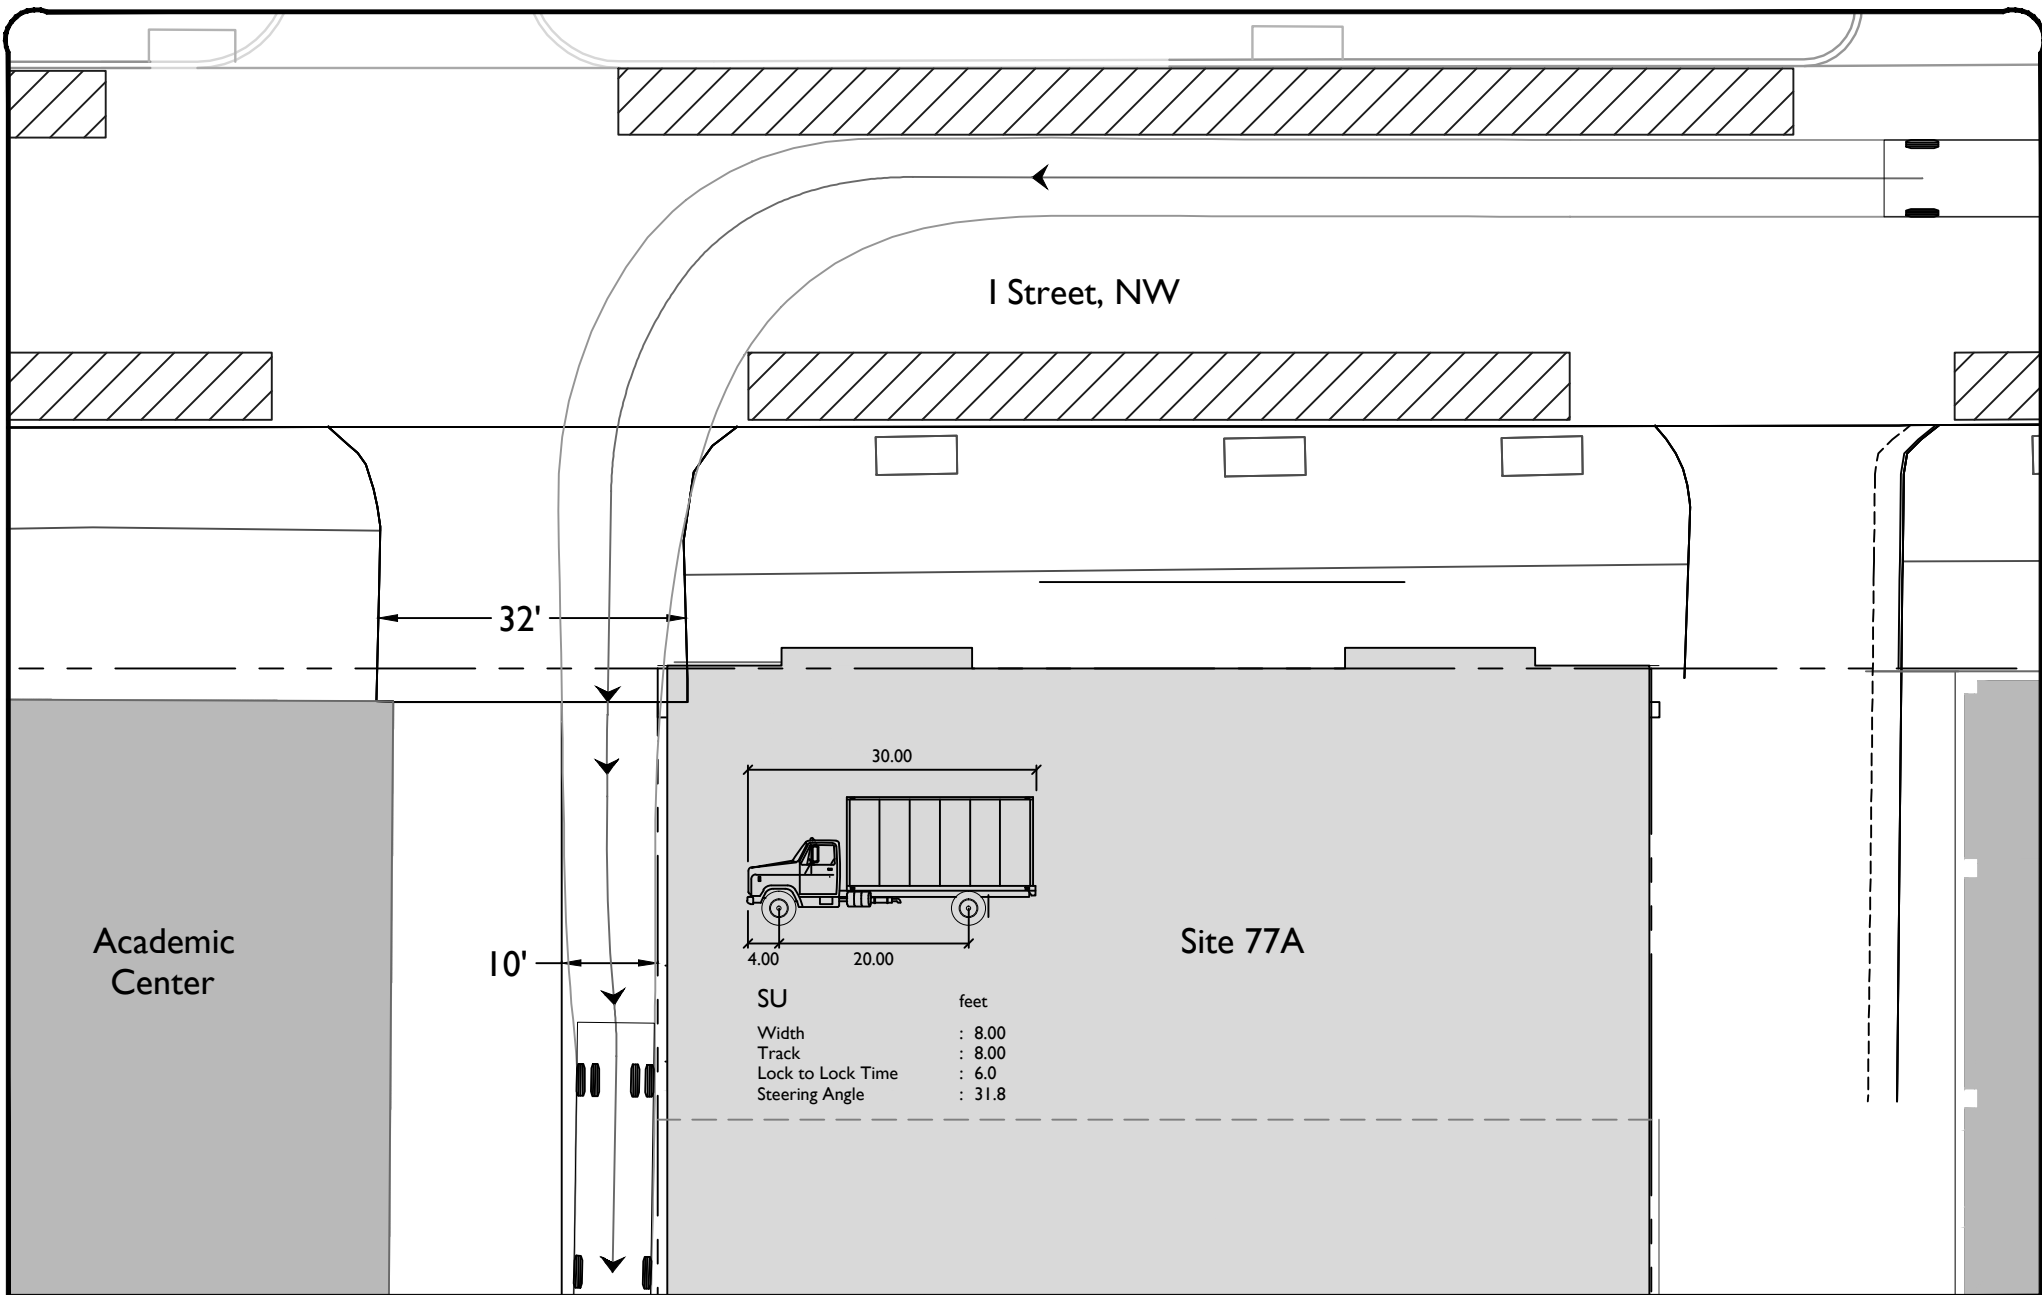 I Street, NW
32'
30.00
Academic
Center
10'
4.00
20.00
Site 77A
SU feet
Width : 8.00
Track : 8.00
Lock to Lock Time : 6.0
Steering Angle : 31.8